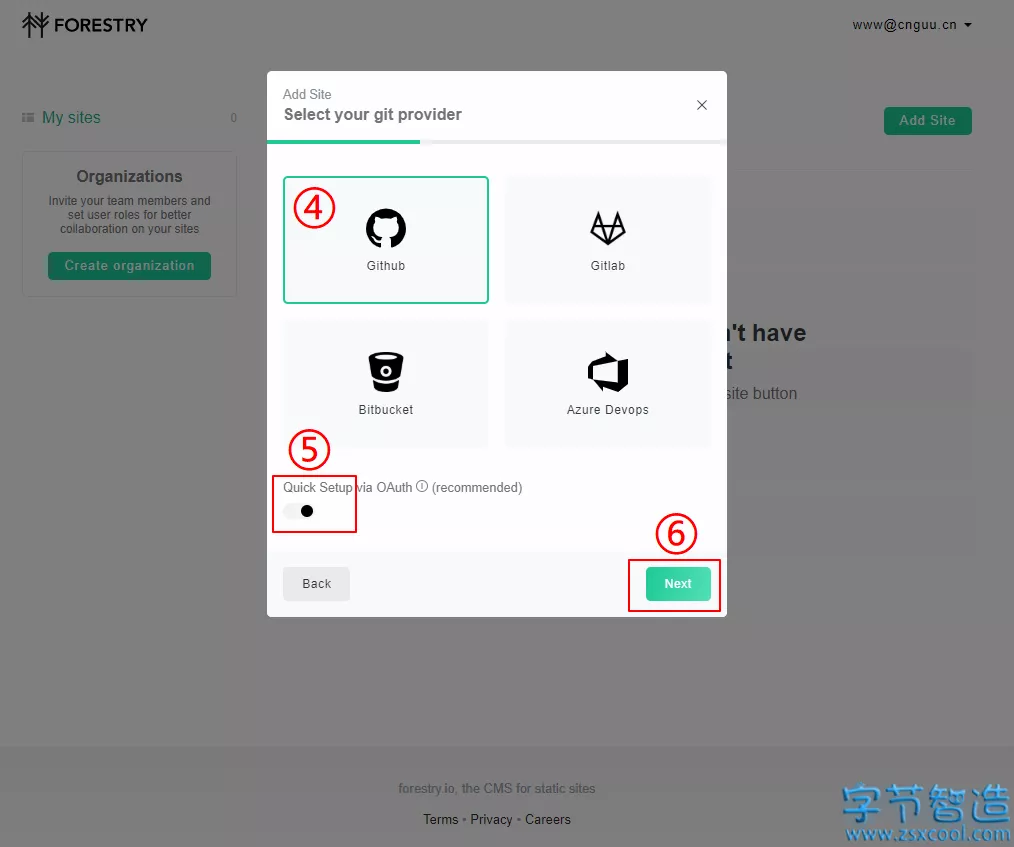 FORESTRY
www@cnguu.cn
My sites
0
Add Site
Organizations
Invite your team members and
set user roles for better
collaboration on your sites
Create organization
Add Site
Select your git provider
④
Github
Gitlab
Bitbucket
Azure Devops
n't have
t
site button
⑤
Quick Setup via OAuth (recommended)
⑥
Back
Next
forestry.io, the CMS for static sites
Terms • Privacy • Careers
字节智造
www.zsxcool.com